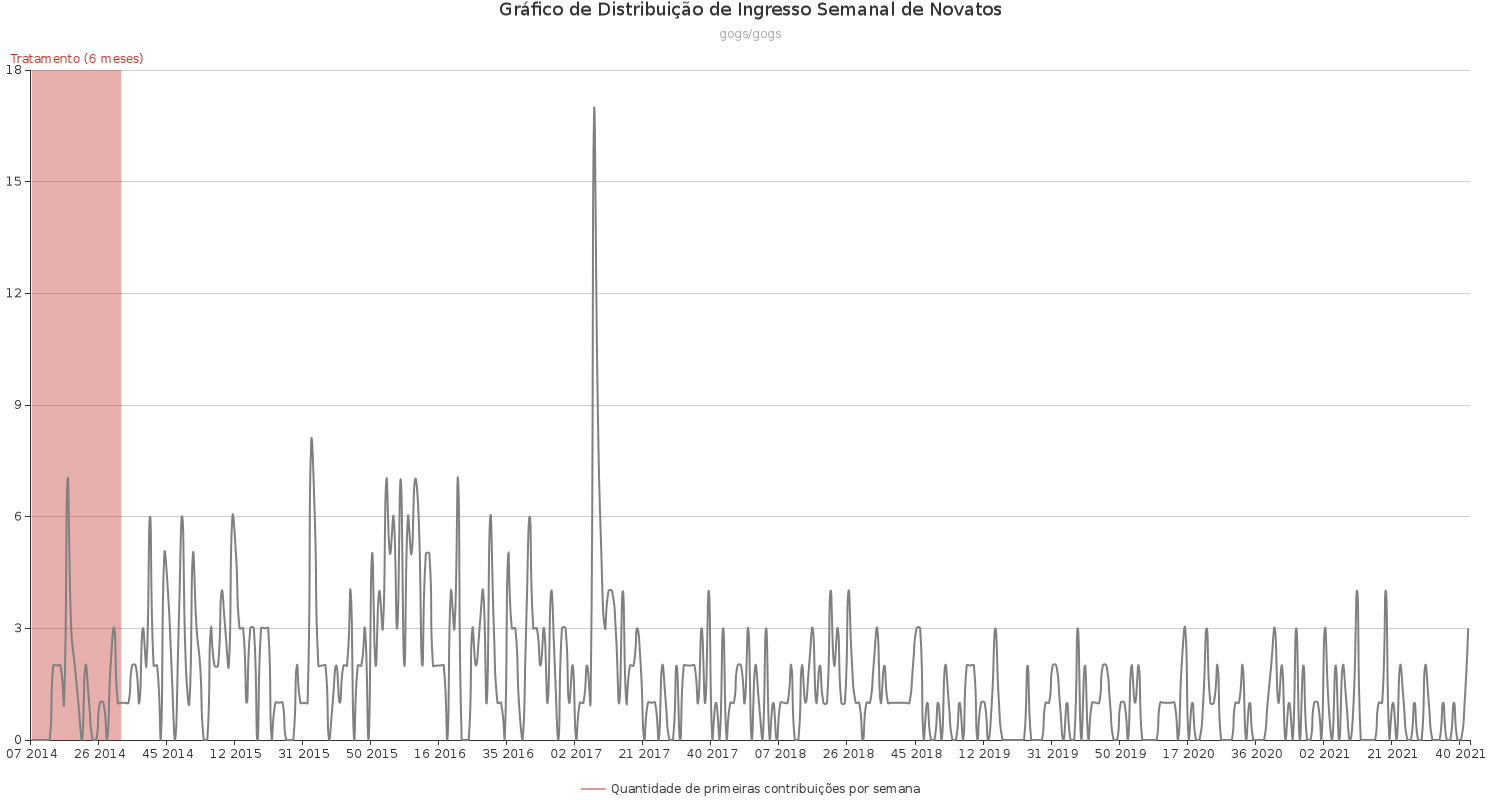 Gráfico de Distribuição de Ingresso Semanal de Novatos
gogs/gogs
Tratamento (6 meses)
18
15
12
9
6
3
0
07 2014 26 2014 45 2014 12 2015 31 2015 50 2015 16 2016 35 2016 02 2017 21 2017 40 2017 07 2018 26 2018 45 2018 12 2019 31 2019 50 2019 17 2020 36 2020 02 2021 21 2021 40 2021
Quantidade de primeiras contribuições por semana